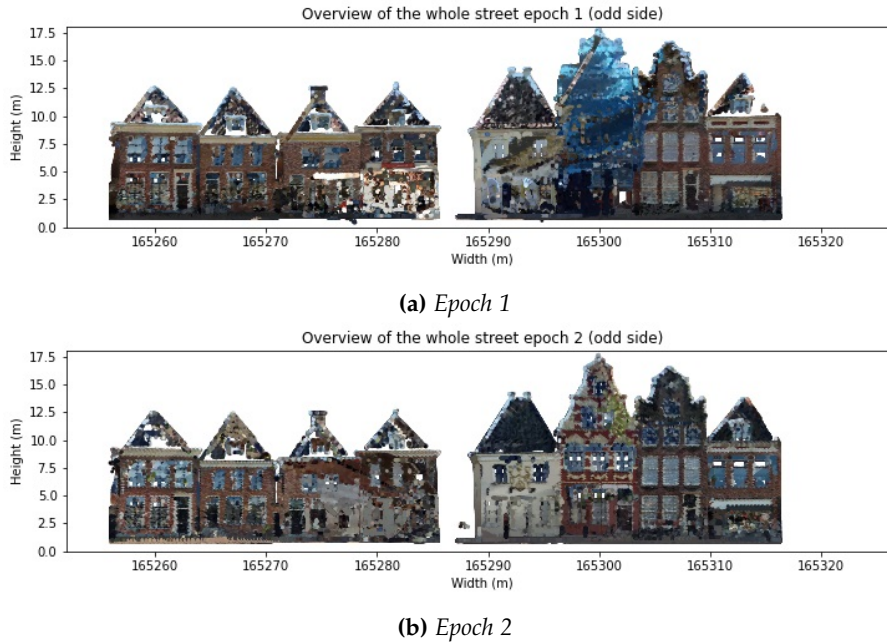 Overview of the whole street epoch 1 (odd side)
17.5
15.0
12.5
10.0
7.5
5.0
2.5
0.0
Height (m)
165260 165270 165280 165290 165300 165310 165320
Width (m)
(a) Epoch 1
Overview of the whole street epoch 2 (odd side)
17.5
15.0
12.5
10.0
7.5
5.0
2.5
0.0
Height (m)
165260 165270 165280 165290 165300 165310 165320
Width (m)
(b) Epoch 2